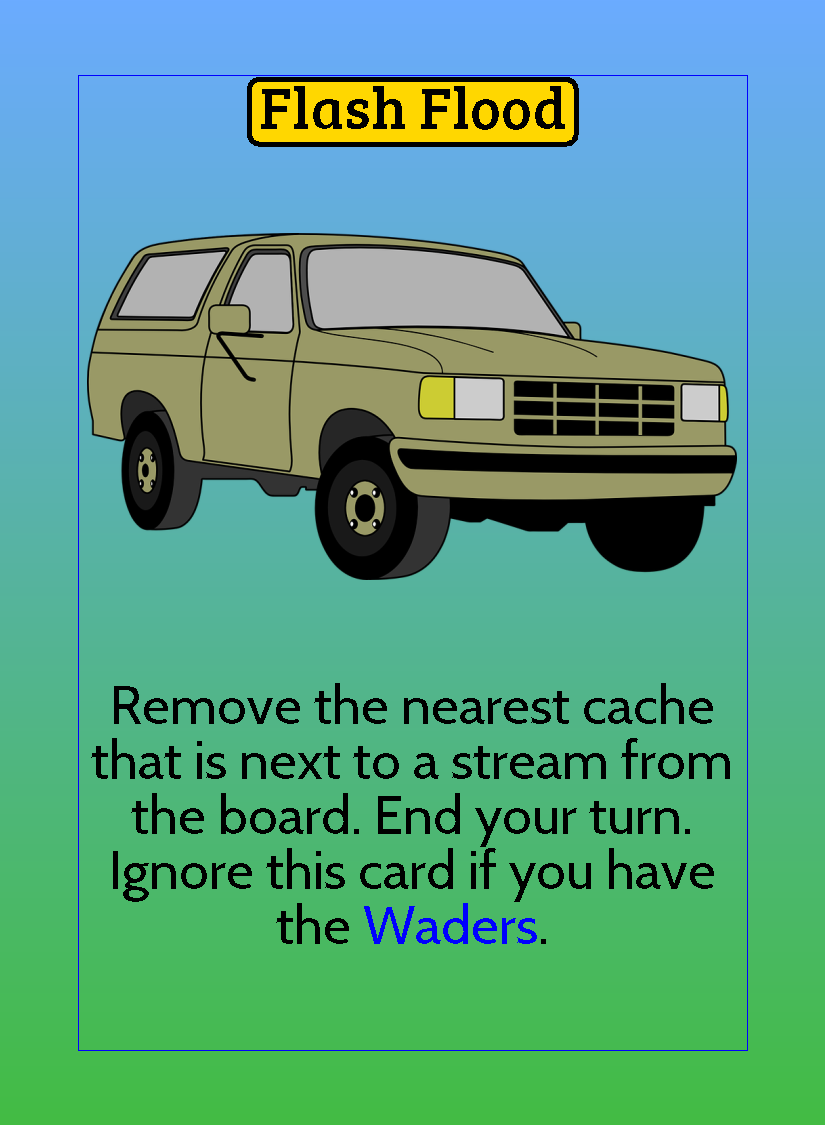 Flash Flood
Remove the nearest cache
that is next to a stream from
the board. End your turn.
Ignore this card if you have
the Waders.